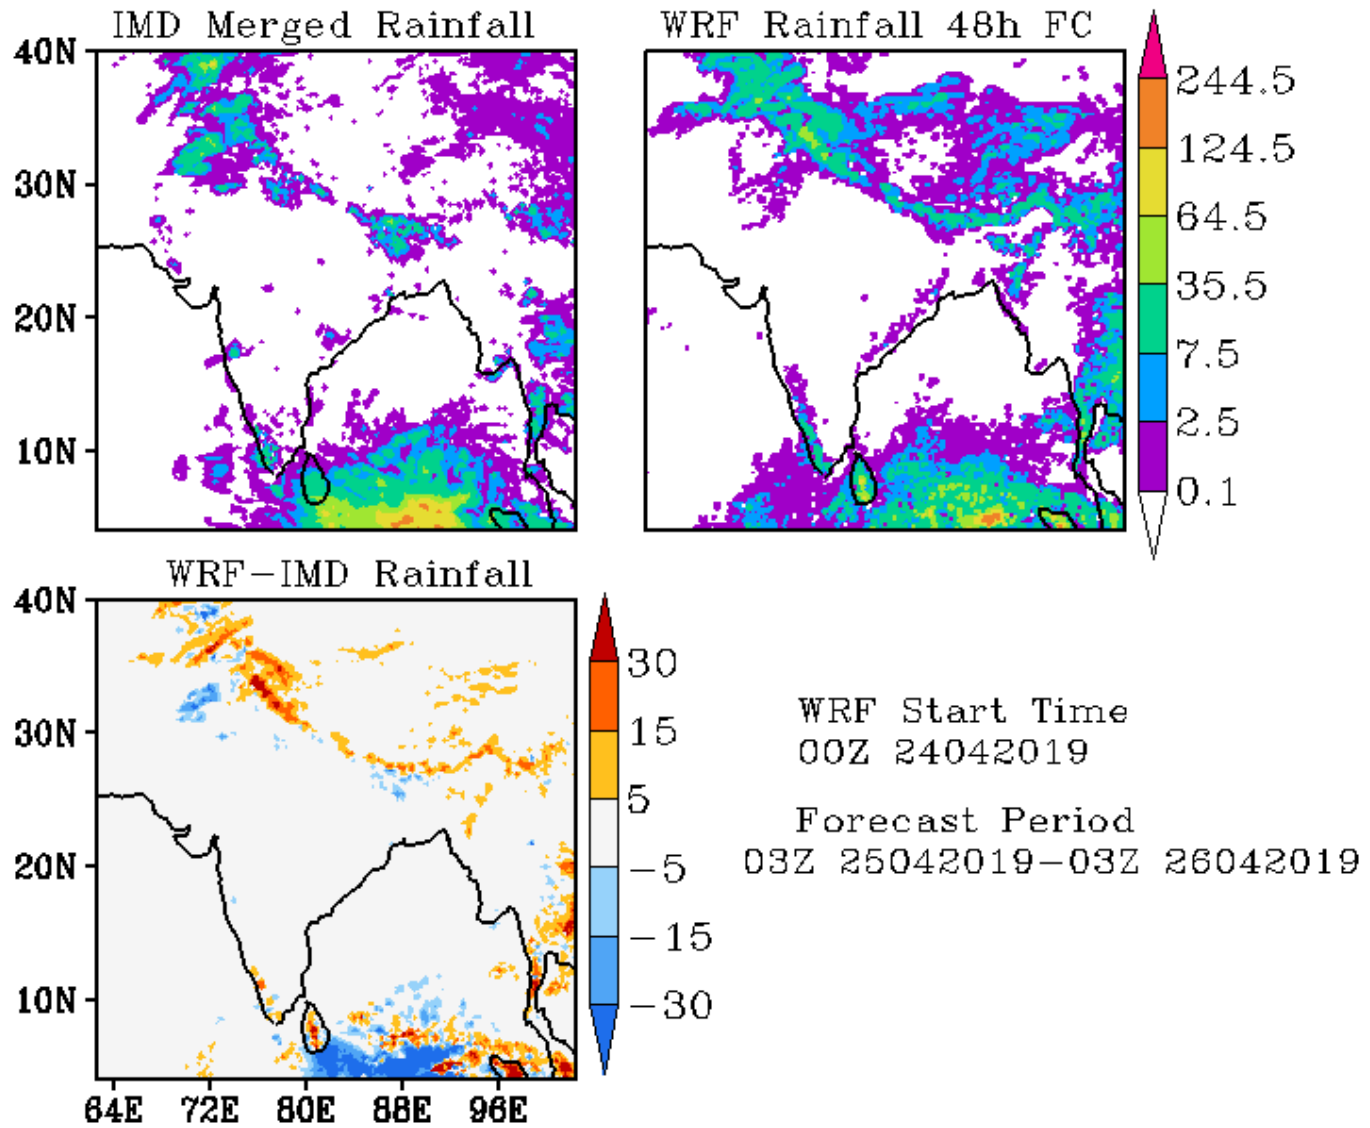 IMD Merged Rainfall
WRF Rainfall 48h FC
40N
30N
20N
10N
244.5
124.5
64.5
35.5
7.5
2.5
0.1
WRF-IMD Rainfall
40N
30N
20N
10N
64E 72E 80E 88E 96E
30
15
5
-5
-15
-30
WRF Start Time
00Z 24042019
Forecast Period
03Z 25042019-03Z 26042019